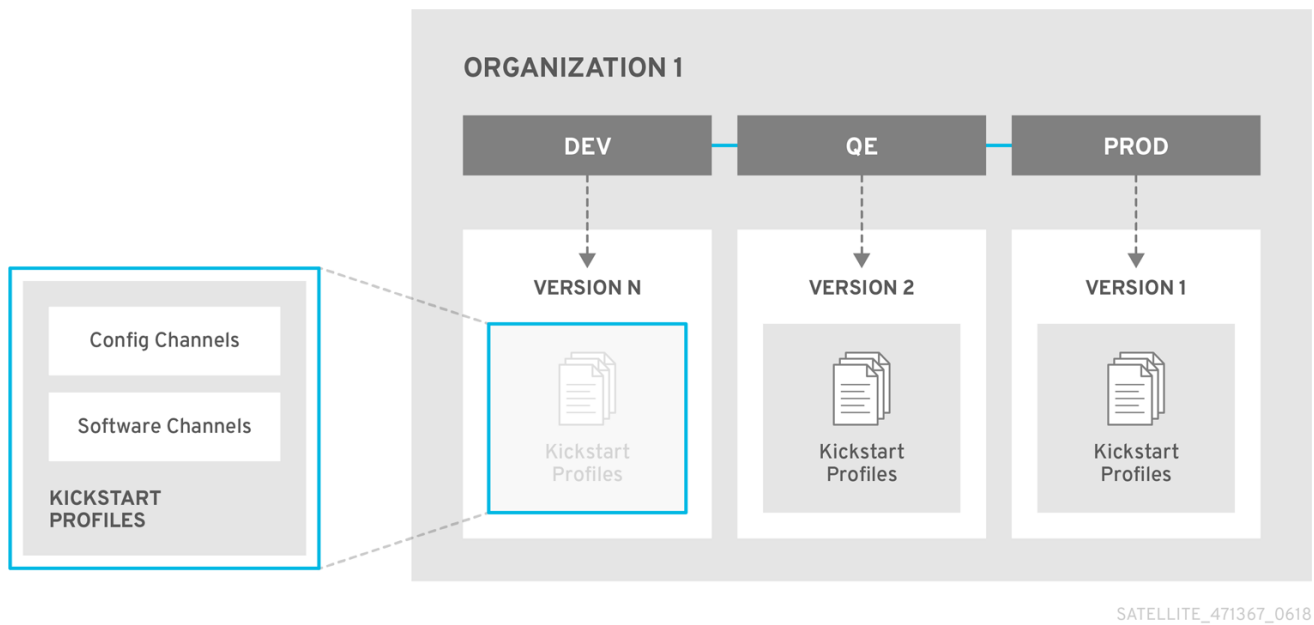 ORGANIZATION 1
DEV
QE
PROD
VERSION N
VERSION 2
VERSION 1
Config Channels
Software Channels
KICKSTART
PROFILES
Kickstart
Profiles
Kickstart
Profiles
Kickstart
Profiles
SATELLITE_471367_0618